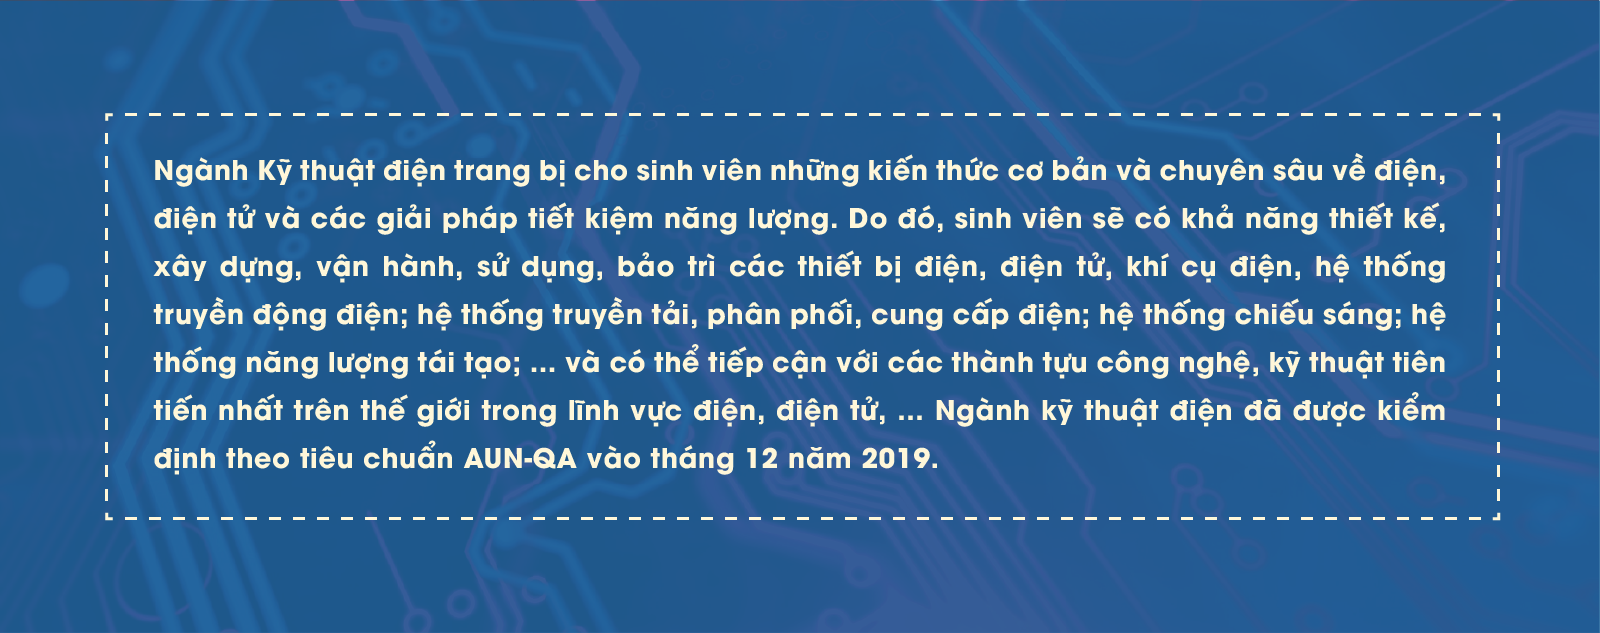 Ngành Kỹ thuật điện trang bị cho sinh viên những kiến thức cơ bản và chuyên sâu về điện,
điện tử và các giải pháp tiết kiệm năng lượng. Do đó, sinh viên sẽ có khả năng thiết kế,
xây dựng, vận hành, sử dụng, bảo trì các thiết bị điện, điện tử, khí cụ điện, hệ thống
truyền động điện; hệ thống truyền tải, phân phối, cung cấp điện; hệ thống chiếu sáng; hệ
thống năng lượng tái tạo; ... và có thể tiếp cận với các thành tựu công nghệ, kỹ thuật tiên
tiến nhất trên thế giới trong lĩnh vực điện, điện tử, ... Ngành kỹ thuật điện đã được kiểm
định theo tiêu chuẩn AUN-QA vào tháng 12 năm 2019.